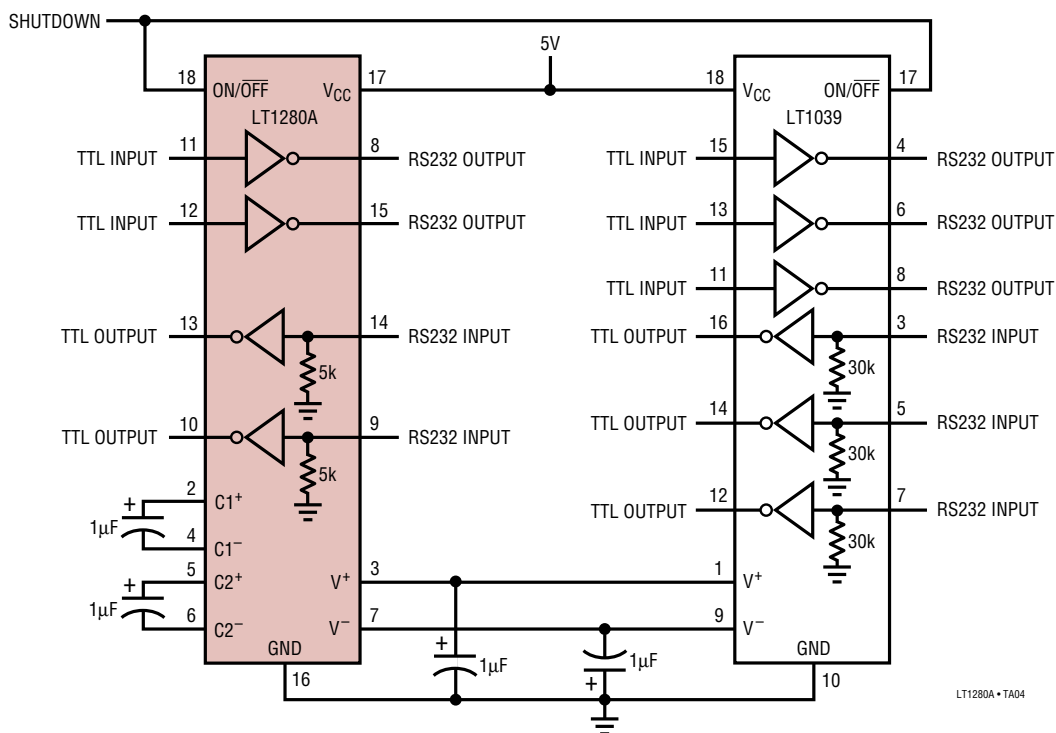 SHUTDOWN
5V
18 ON/OFF VCC 17
LT1280A
TTL INPUT 11 8 RS232 OUTPUT
TTL INPUT 12 15 RS232 OUTPUT
TTL OUTPUT 13 14 RS232 INPUT
5k
TTL OUTPUT 10 9 RS232 INPUT
5k
2 C1+
+
1µF
4 C1−
5 C2+
+
1µF
6 C2−
V+ 3
V− 7
GND
16
+
1µF
1µF
+
18 VCC ON/OFF 17
LT1039
TTL INPUT 15 4 RS232 OUTPUT
TTL INPUT 13 6 RS232 OUTPUT
TTL INPUT 11 8 RS232 OUTPUT
TTL OUTPUT 16 3 RS232 INPUT
30k
TTL OUTPUT 14 5 RS232 INPUT
30k
TTL OUTPUT 12 7 RS232 INPUT
30k
1 V+
9 V−
GND
10
LT1280A • TA04